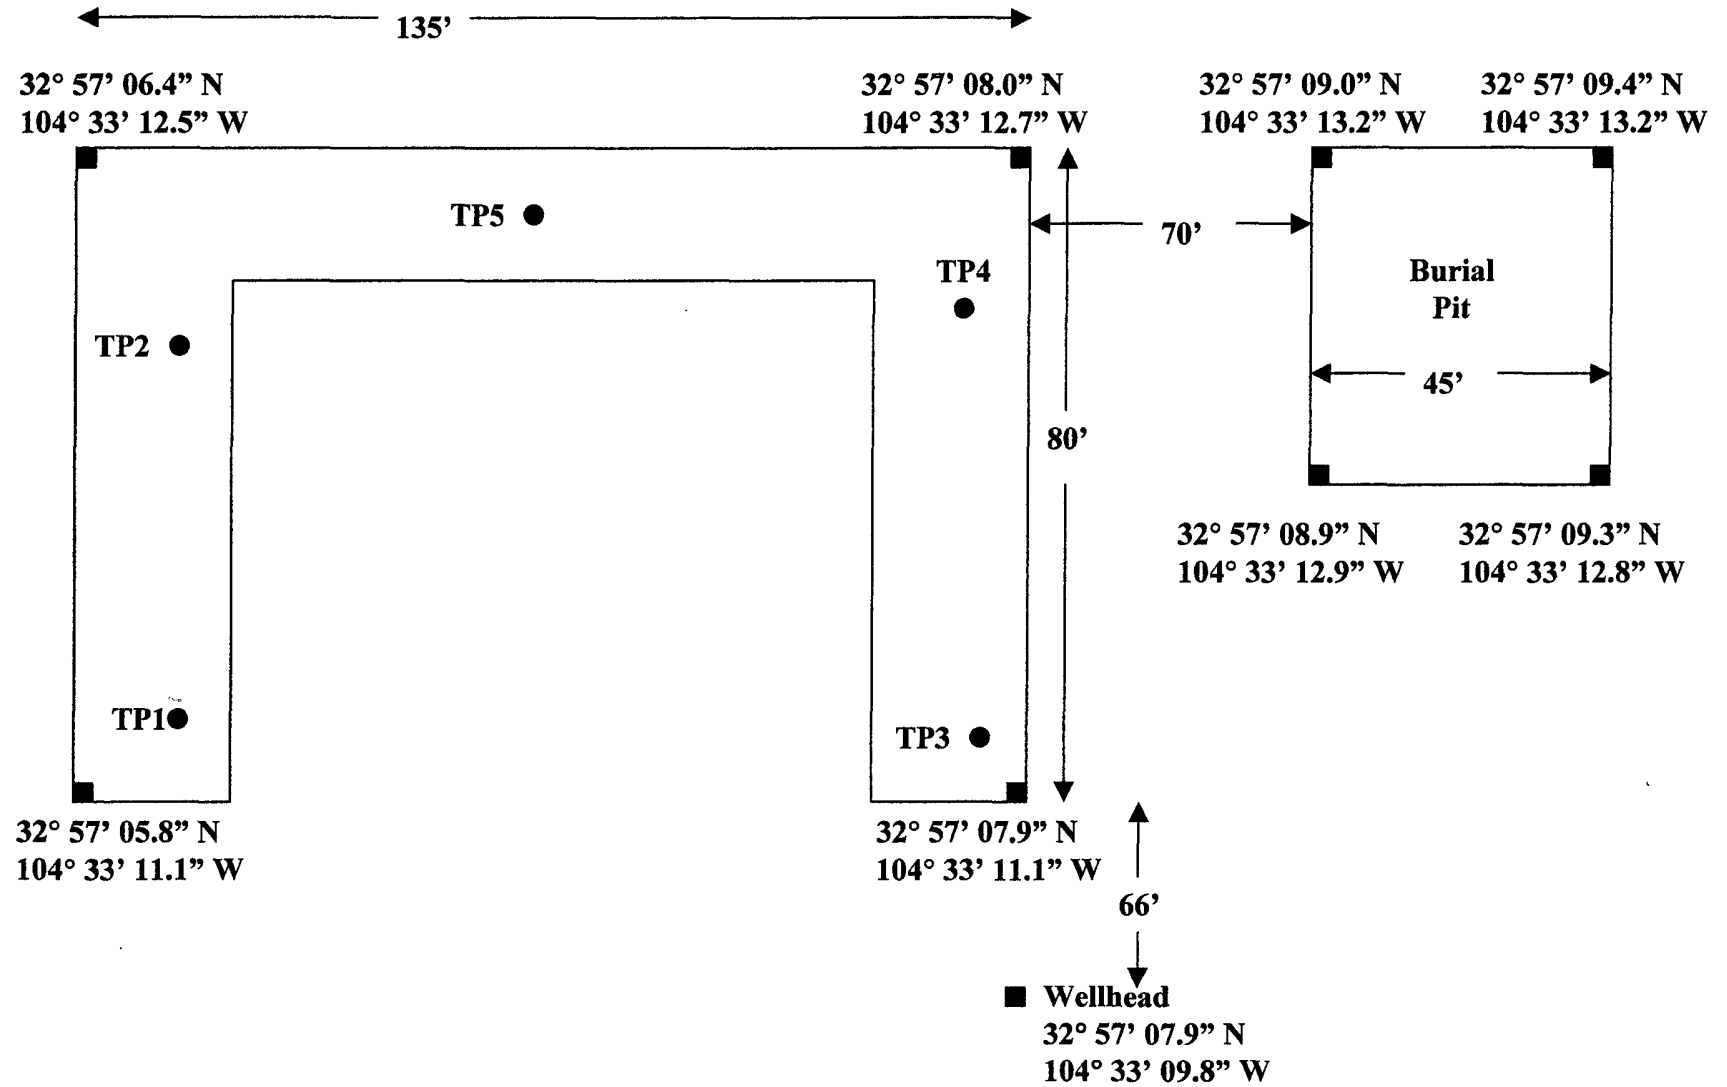 135’
32° 57’ 06.4” N
104° 33’ 12.5” W
32° 57’ 08.0” N
104° 33’ 12.7” W
32° 57’ 09.0” N
104° 33’ 13.2” W
32° 57’ 09.4” N
104° 33’ 13.2” W
TP5
70’
TP4
Burial
Pit
TP2
45’
80’
32° 57’ 08.9” N
104° 33’ 12.9” W
32° 57’ 09.3” N
104° 33’ 12.8” W
TP1
TP3
32° 57’ 05.8” N
104° 33’ 11.1” W
32° 57’ 07.9” N
104° 33’ 11.1” W
66’
Wellhead
32° 57’ 07.9” N
104° 33’ 09.8” W